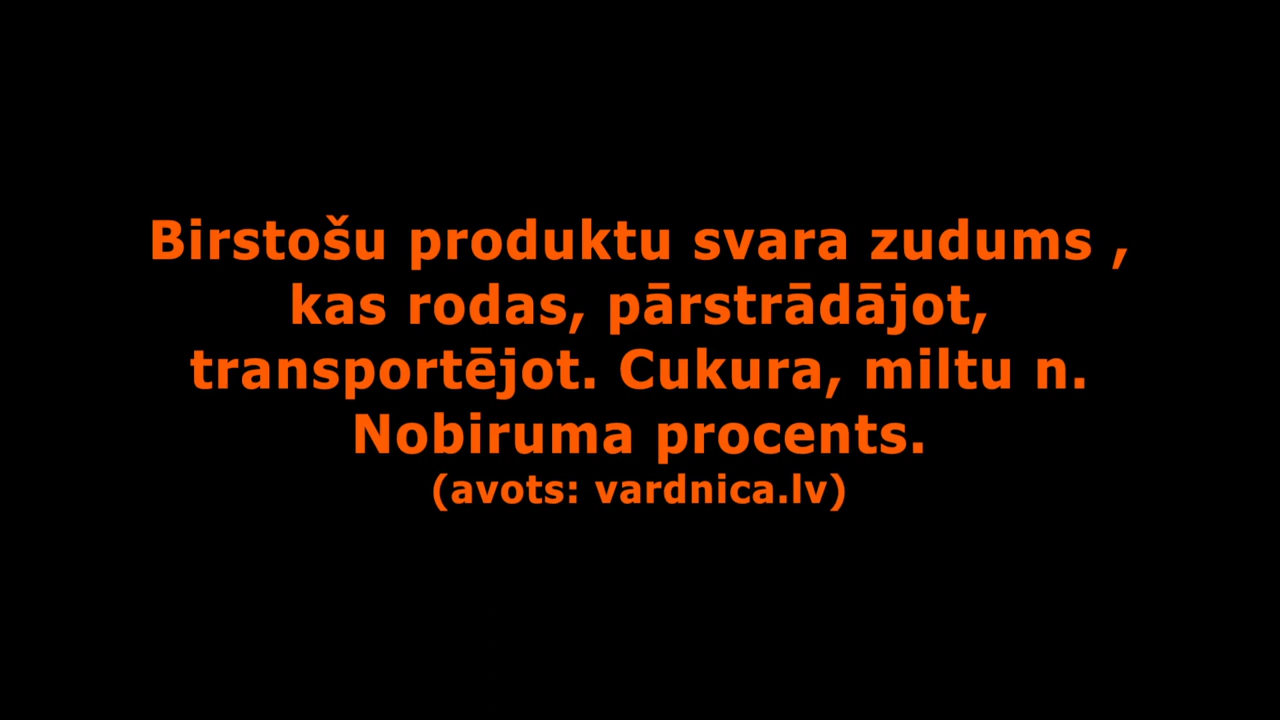 Birstošu produktu svara zudums ,
kas rodas, pārstrādājot,
transportējot. Cukura, miltu n.
Nobiruma procents.
(avots: vardnica.lv)